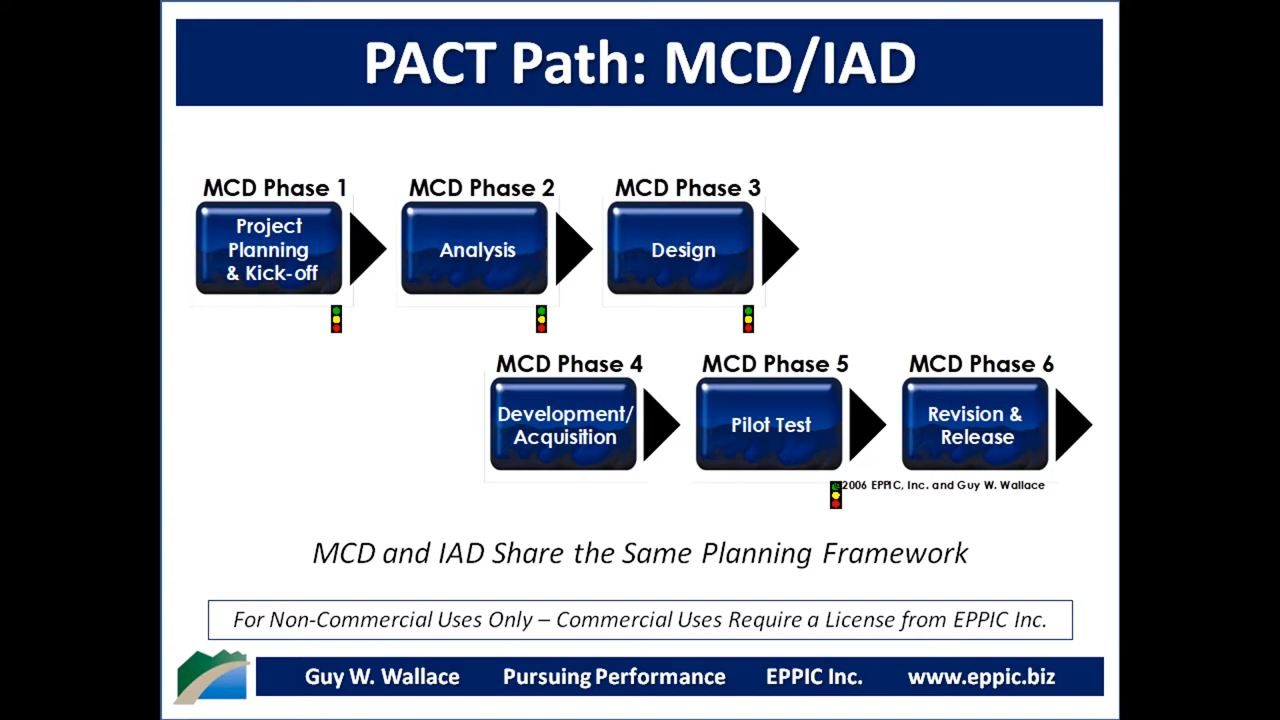 PACT Path: MCD/IAD
MCD Phase 1
Project
Planning
& Kick-off
MCD Phase 2
Analysis
MCD Phase 3
Design
MCD Phase 4
Development/
Acquisition
MCD Phase 5
Pilot Test
MCD Phase 6
Revision &
Release
2006 EPPIC, Inc. and Guy W. Wallace
MCD and IAD Share the Same Planning Framework
For Non-Commercial Uses Only – Commercial Uses Require a License from EPPIC Inc.
Guy W. Wallace Pursuing Performance EPPIC Inc. www.eppic.biz